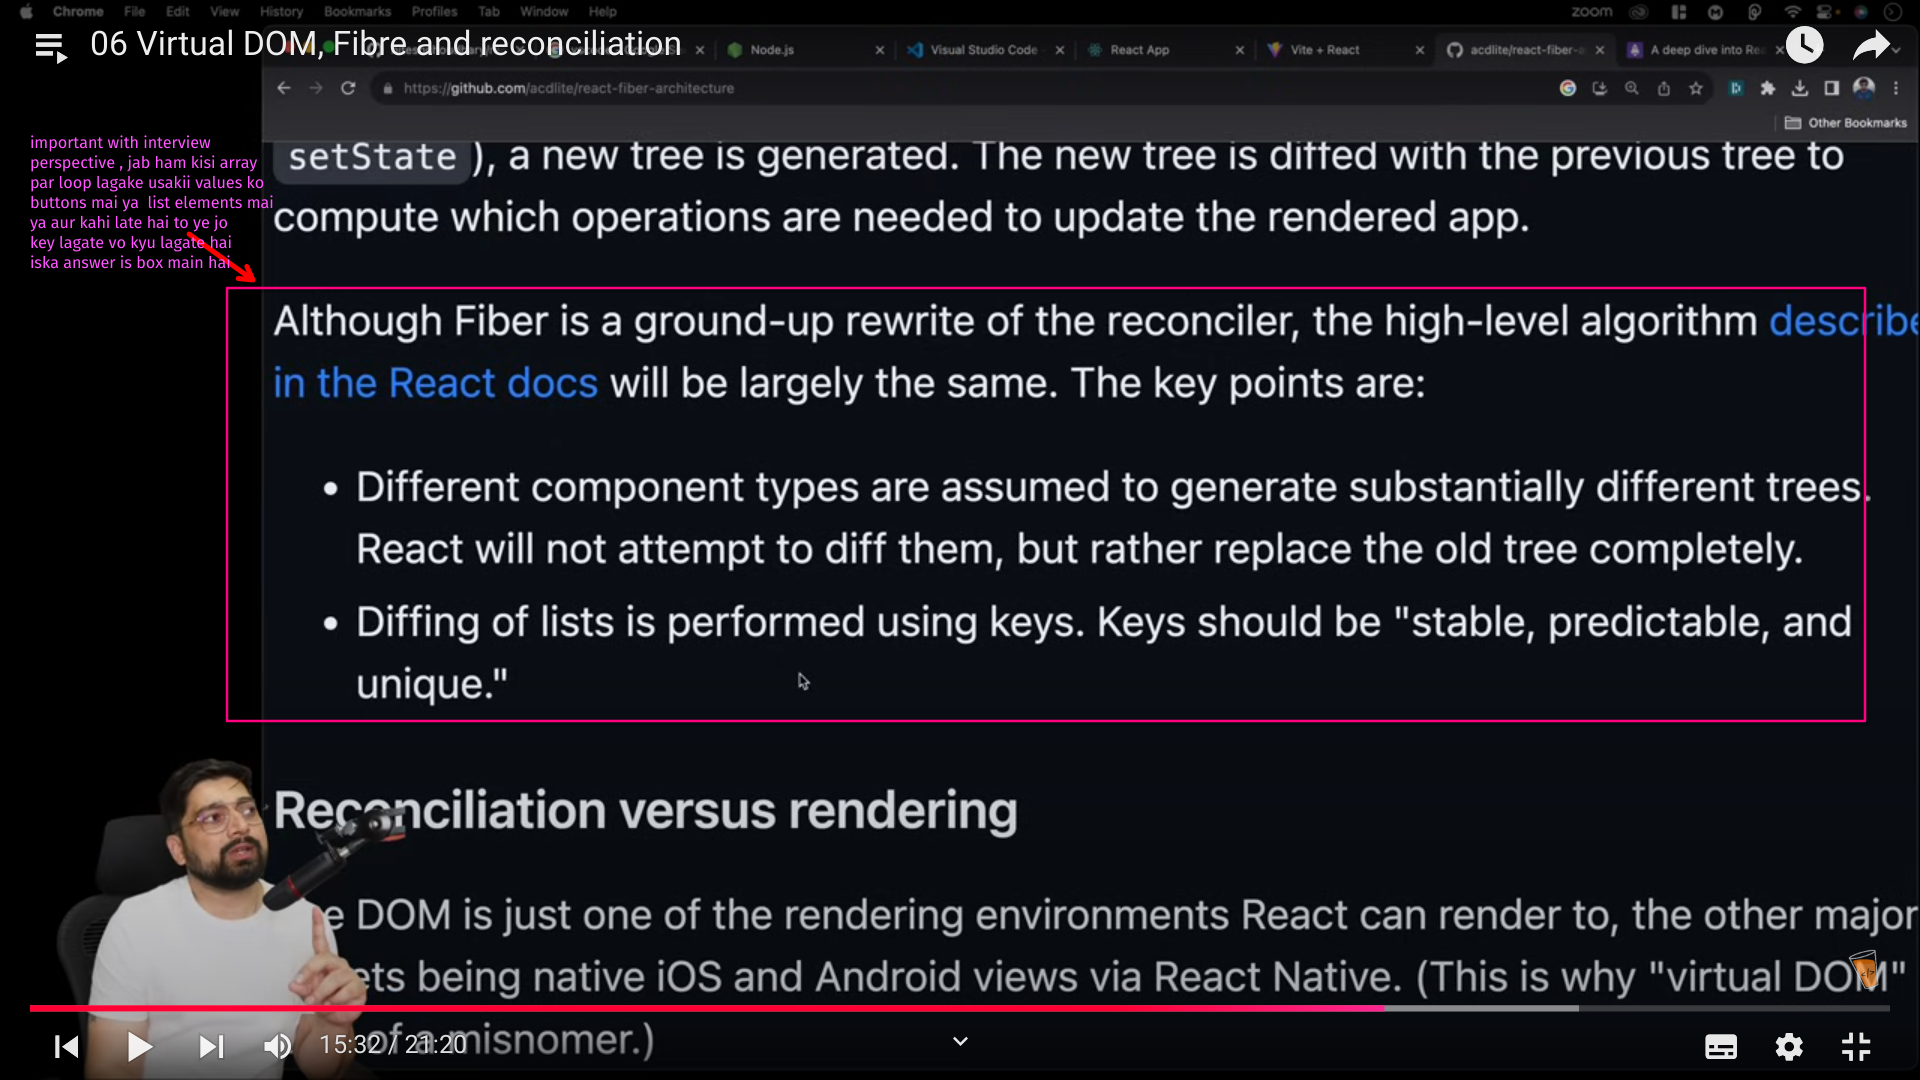 Chrome File Edit View History Bookmarks Profiles Tab Window Help
zoom
06 Virtual DOM, Fibre and reconciliation
Node.js
Visual Studio Code
React App
Vite + React
acdlite/react-fiber-a
A deep dive into Rea
https://github.com/acdlite/react-fiber-architecture
Other Bookmarks
important with interview
perspective , jab ham kisi array
par loop lagake usakii values ko
buttons mai ya list elements mai
ya aur kahi late hai to ye jo
key lagate vo kyu lagate hai
iska answer is box main hai
setState ), a new tree is generated. The new tree is diffed with the previous tree to
compute which operations are needed to update the rendered app.
Although Fiber is a ground-up rewrite of the reconciler, the high-level algorithm describe
in the React docs will be largely the same. The key points are:
• Different component types are assumed to generate substantially different trees.
React will not attempt to diff them, but rather replace the old tree completely.
• Diffing of lists is performed using keys. Keys should be "stable, predictable, and
unique."
Reconciliation versus rendering
e DOM is just one of the rendering environments React can render to, the other major
ets being native iOS and Android views via React Native. (This is why "virtual DOM"
of a misnomer.)
15:32 / 21:20